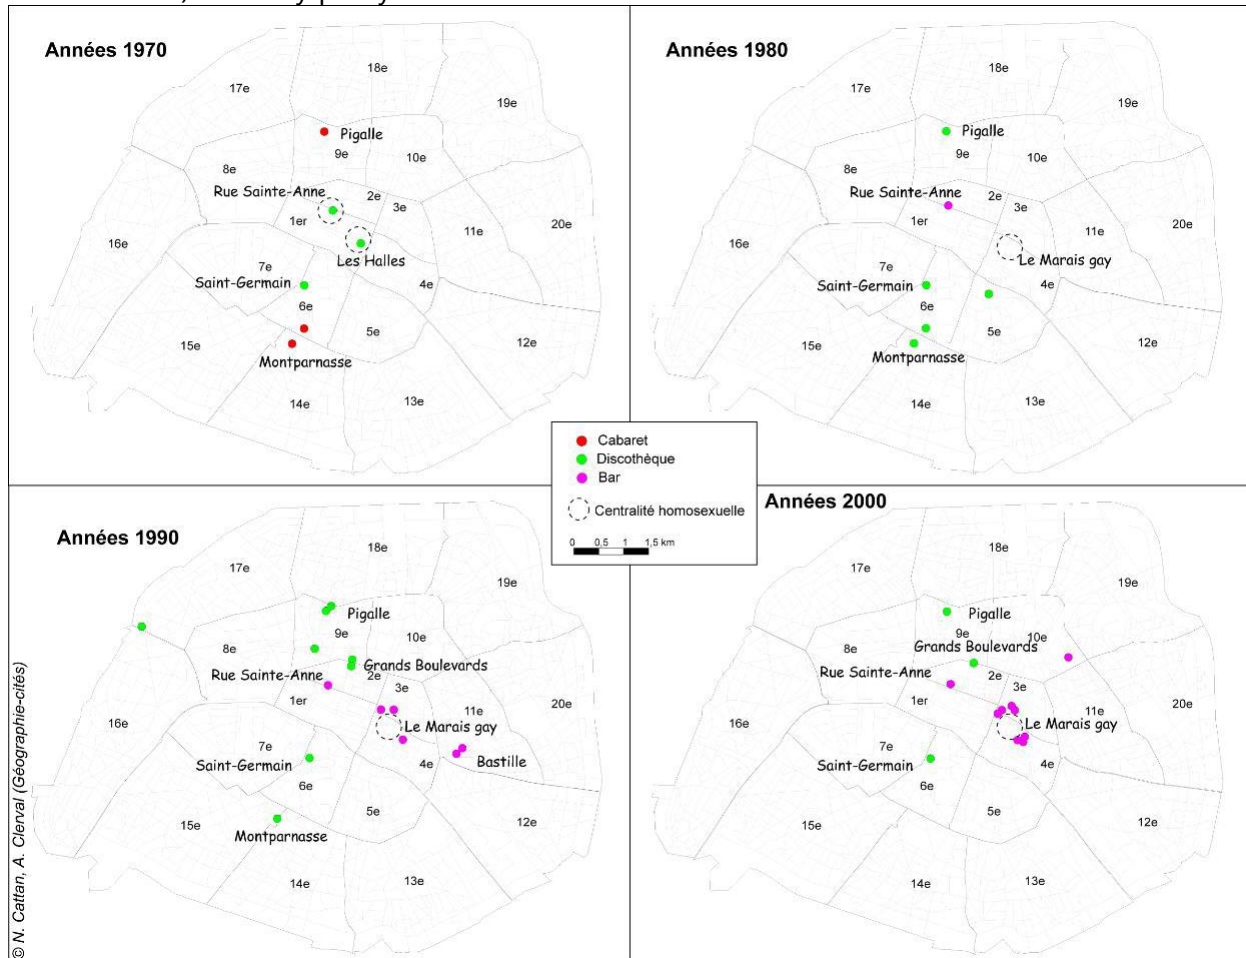 Années 1970
17e
18e
19e
Pigalle
9e
10e
8e
Rue Sainte-Anne
2e
3e
1er
11e
20e
16e
Les Halles
7e
Saint-Germain
4e
6e
5e
15e
12e
Montparnasse
14e
13e
Années 1980
18e
17e
19e
Pigalle
9e
10e
8e
Rue Sainte-Anne
2e
3e
1er
11e
20e
16e
Le Marais gay
7e
Saint-Germain
4e
6e
5e
15e
12e
Montparnasse
14e
13e
Cabaret
Discothèque
Bar
Centralité homosexuelle
0 0,5 1 1,5 km
Années 1990
18e
17e
19e
Pigalle
9e
10e
8e
Grands Boulevards
Rue Sainte-Anne
2e
3e
1er
11e
20e
16e
Le Marais gay
7e
Saint-Germain
4e
Bastille
6e
5e
15e
12e
Montparnasse
14e
13e
Années 2000
18e
17e
19e
Pigalle
9e
10e
Grands Boulevards
8e
Rue Sainte-Anne
2e
3e
1er
11e
20e
16e
Le Marais gay
7e
Saint-Germain
4e
6e
5e
15e
12e
14e
13e
© N. Cattan, A. Clerval (Géographie-cités)